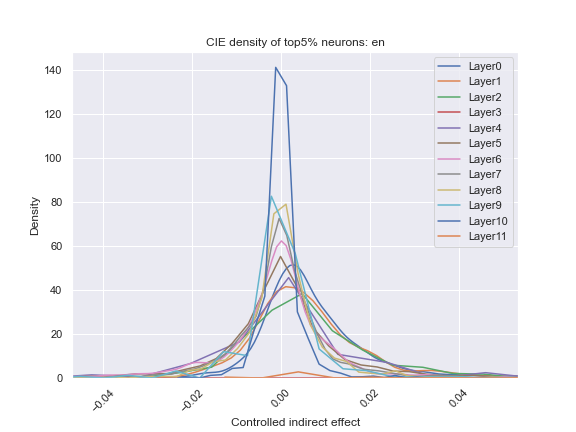 CIE density of top5% neurons: en
Density
140
120
100
80
60
40
20
0
−0.04
−0.02
0.00
0.02
0.04
Controlled indirect effect
Layer0
Layer1
Layer2
Layer3
Layer4
Layer5
Layer6
Layer7
Layer8
Layer9
Layer10
Layer11